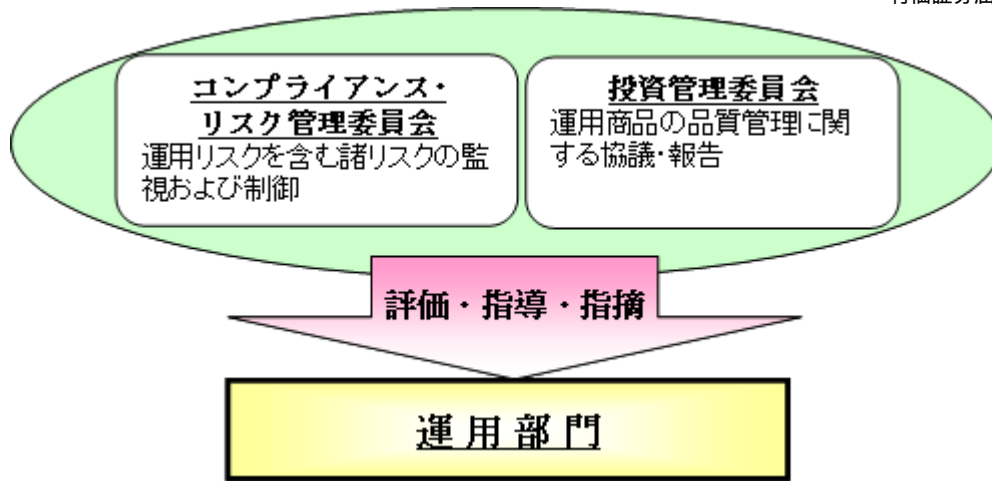 コンプライアンス・
リスク管理委員会
運用リスクを含む諸リスクの監
視および制御
投資管理委員会
運用商品の品質管理に関
する協議・報告
評価・指導・指摘
運用部門